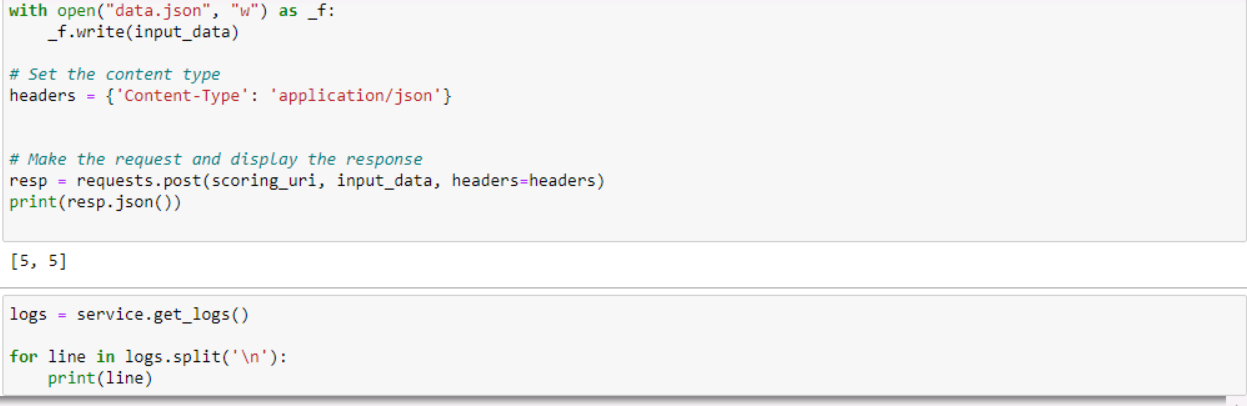 with open("data.json", "w") as _f:
    _f.write(input_data)
# Set the content type
headers = {'Content-Type': 'application/json'}
# Make the request and display the response
resp = requests.post(scoring_uri, input_data, headers=headers)
print(resp.json())
[5, 5]
logs = service.get_logs()
for line in logs.split('\n'):
    print(line)